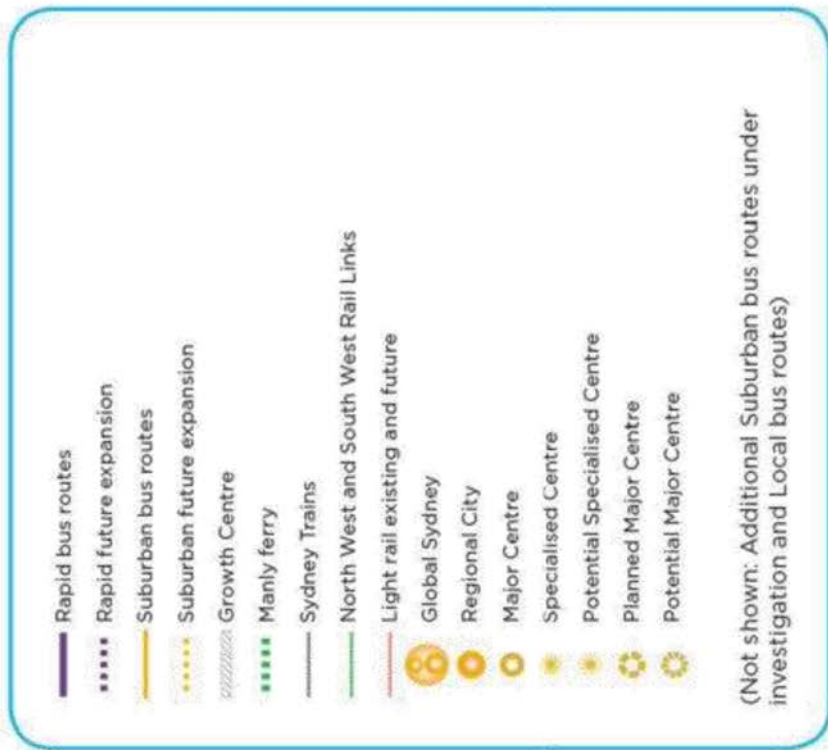 Rapid bus routes
Rapid future expansion
Suburban bus routes
Suburban future expansion
Growth Centre
Manly ferry
Sydney Trains
North West and South West Rail Links
Light rail existing and future
Global Sydney
Regional City
Major Centre
Specialised Centre
Potential Specialised Centre
Planned Major Centre
Potential Major Centre
(Not shown: Additional Suburban bus routes under
investigation and Local bus routes)